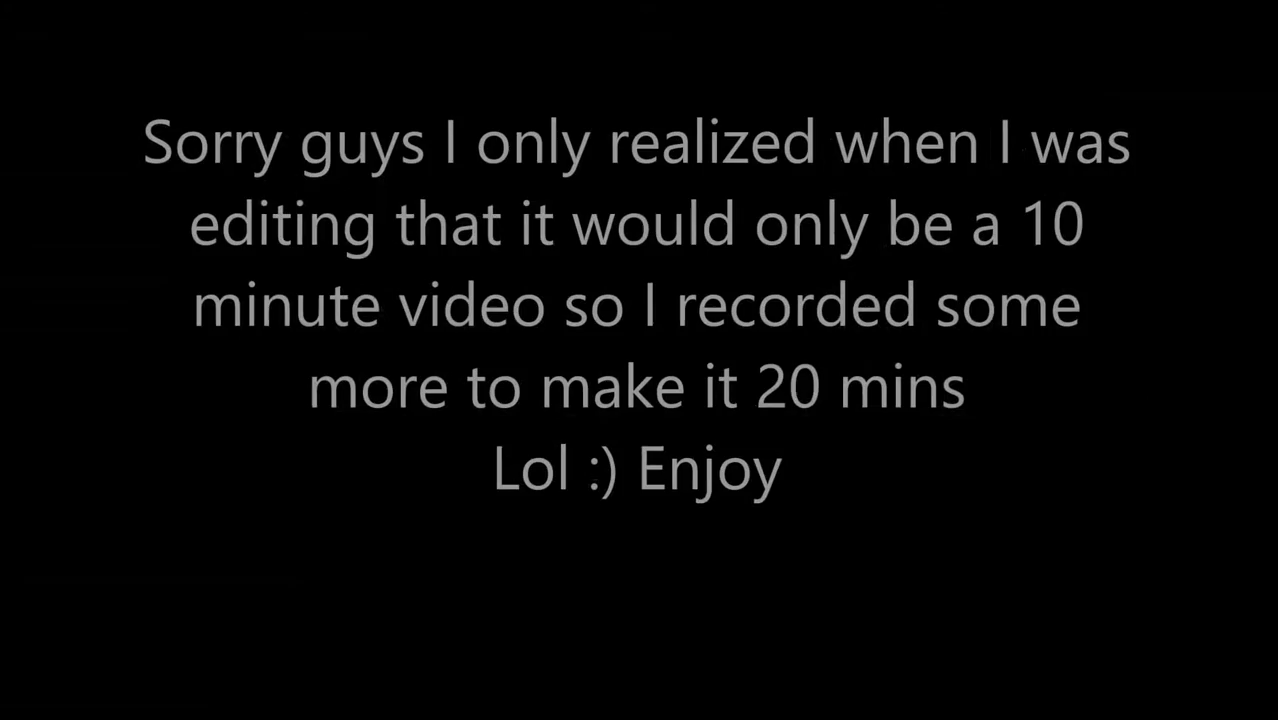 Sorry guys I only realized when I was
editing that it would only be a 10
minute video so I recorded some
more to make it 20 mins
Lol :) Enjoy